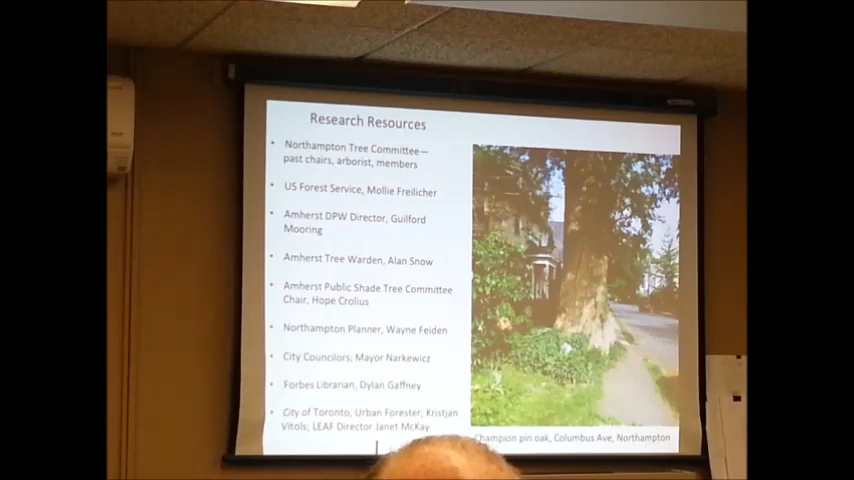 Research Resources
• Northampton Tree Committee—
past chairs, arborist, members
• US Forest Service, Mollie Freilicher
• Amherst DPW Director, Guilford
Mooring
• Amherst Tree Warden, Alan Snow
• Amherst Public Shade Tree Committee
Chair, Hope Crolius
• Northampton Planner, Wayne Feiden
• City Councilors; Mayor Narkewicz
• Forbes Librarian, Dylan Gaffney
• City of Toronto, Urban Forester, Kristjan
Vitols; LEAF Director Janet McKay
Champion pin oak, Columbus Ave, Northampton